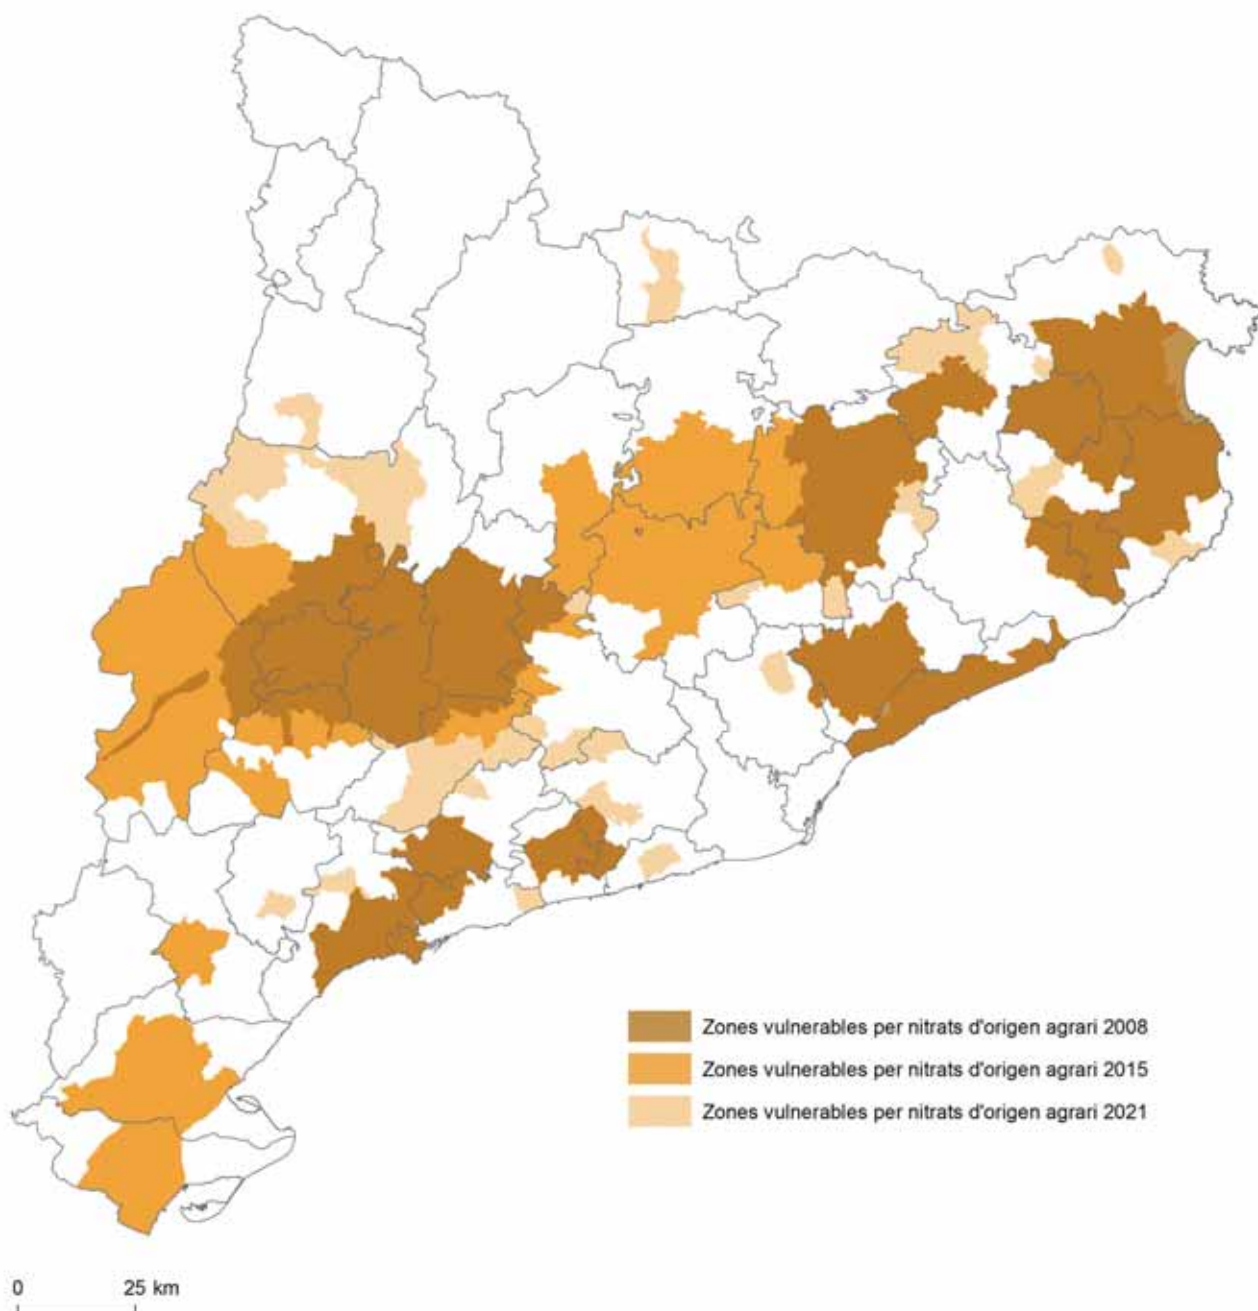 Zones vulnerables per nitrats d'origen agrari 2008
Zones vulnerables per nitrats d'origen agrari 2015
Zones vulnerables per nitrats d'origen agrari 2021
0 25 km